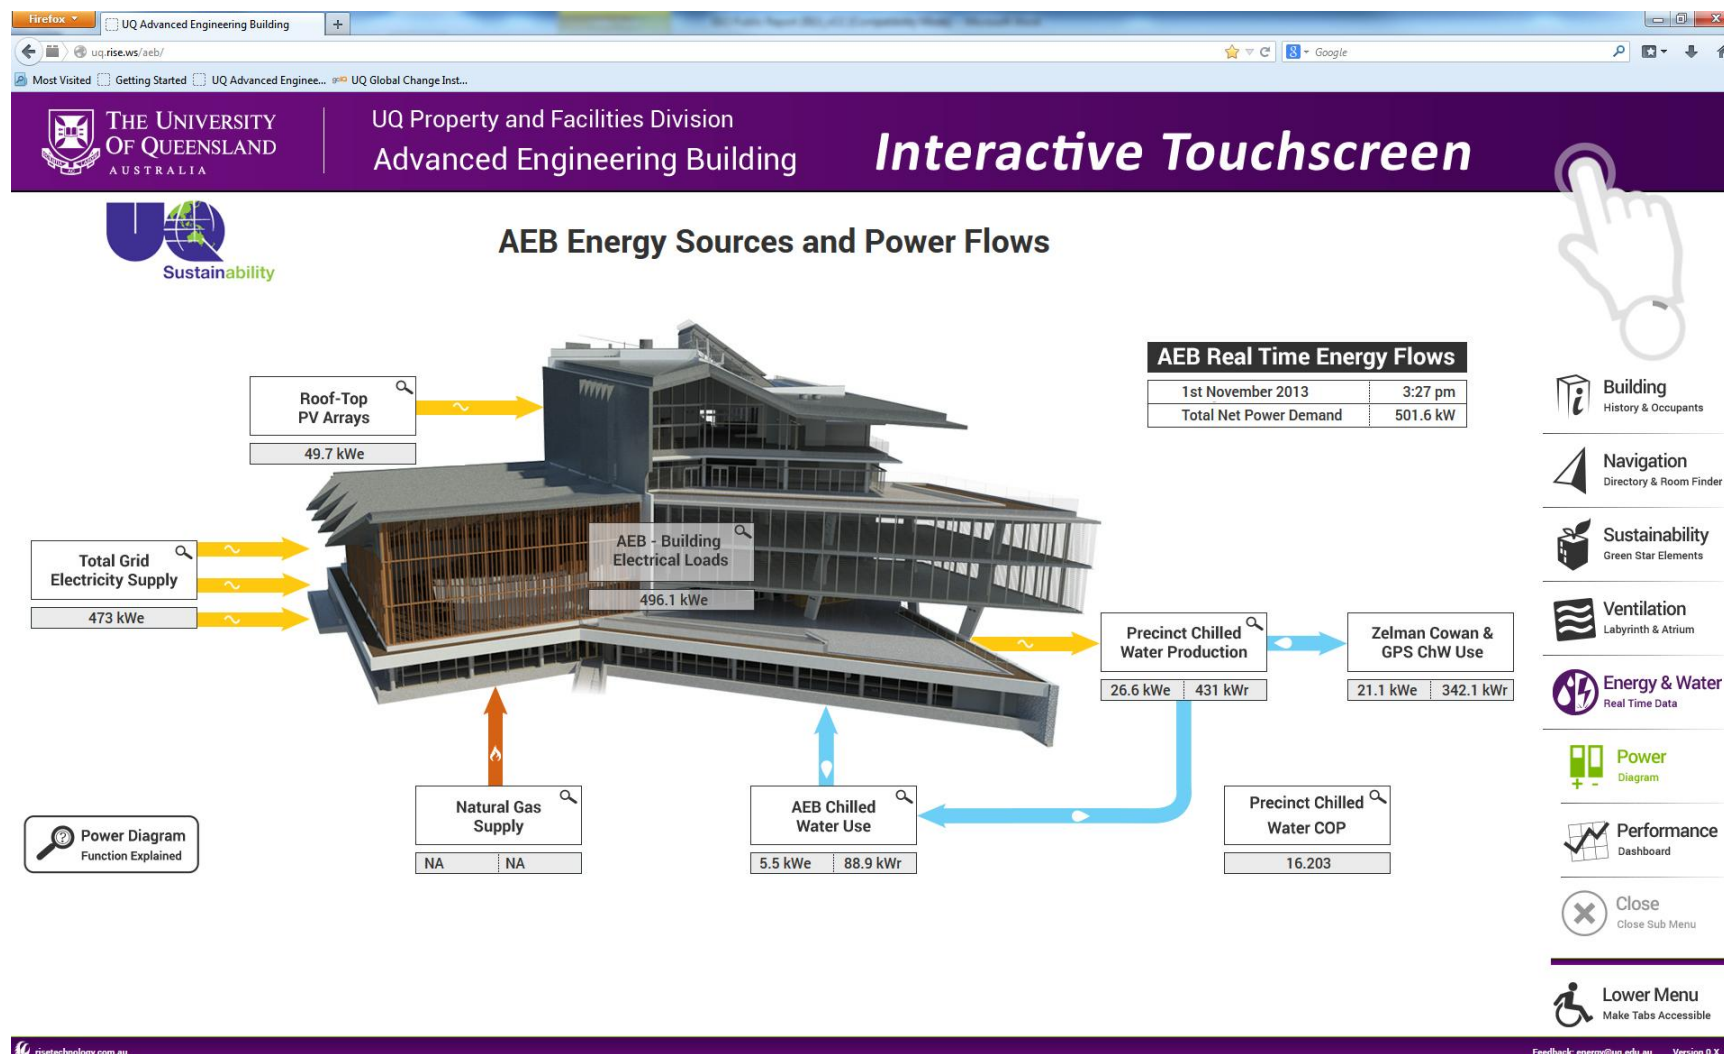 Firefox
UQ Advanced Engineering Building
+
uq.rise.ws/aeb/
Google
Most Visited
Getting Started
UQ Advanced Enginee...
UQ Global Change Inst...
THE UNIVERSITY
OF QUEENSLAND
AUSTRALIA
UQ Property and Facilities Division
Advanced Engineering Building
Interactive Touchscreen
UQ
Sustainability
AEB Energy Sources and Power Flows
AEB Real Time Energy Flows
1st November 2013 3:27 pm
Total Net Power Demand 501.6 kW
Roof-Top
PV Arrays
49.7 kWe
Total Grid
Electricity Supply
473 kWe
AEB - Building
Electrical Loads
496.1 kWe
Precinct Chilled
Water Production
26.6 kWe 431 kWr
Zelman Cowan &
GPS ChW Use
21.1 kWe 342.1 kWr
Natural Gas
Supply
NA NA
AEB Chilled
Water Use
5.5 kWe 88.9 kWr
Precinct Chilled
Water COP
16.203
Power Diagram
Function Explained
Building
History & Occupants
Navigation
Directory & Room Finder
Sustainability
Green Star Elements
Ventilation
Labyrinth & Atrium
Energy & Water
Real Time Data
Power
Diagram
Performance
Dashboard
Close
Close Sub Menu
Lower Menu
Make Tabs Accessible
risetechnology.com.au
Feedback: energy@uq.edu.au Version 0.X